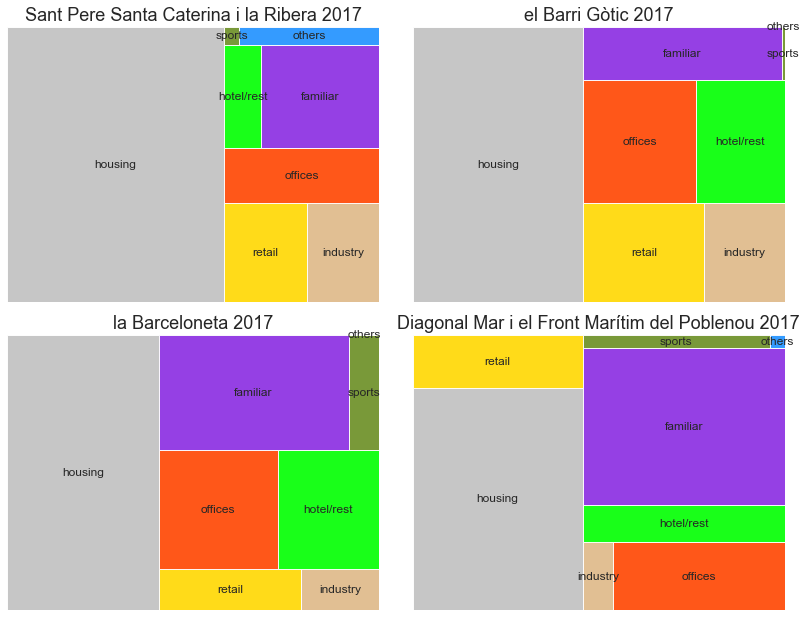 Sant Pere Santa Caterina i la Ribera 2017
sports
others
hotel/rest
familiar
housing
offices
retail
industry
el Barri Gòtic 2017
others
familiar
sports
offices
hotel/rest
housing
retail
industry
la Barceloneta 2017
others
familiar
sports
housing
offices
hotel/rest
retail
industry
Diagonal Mar i el Front Marítim del Poblenou 2017
sports
others
retail
familiar
housing
hotel/rest
industry
offices